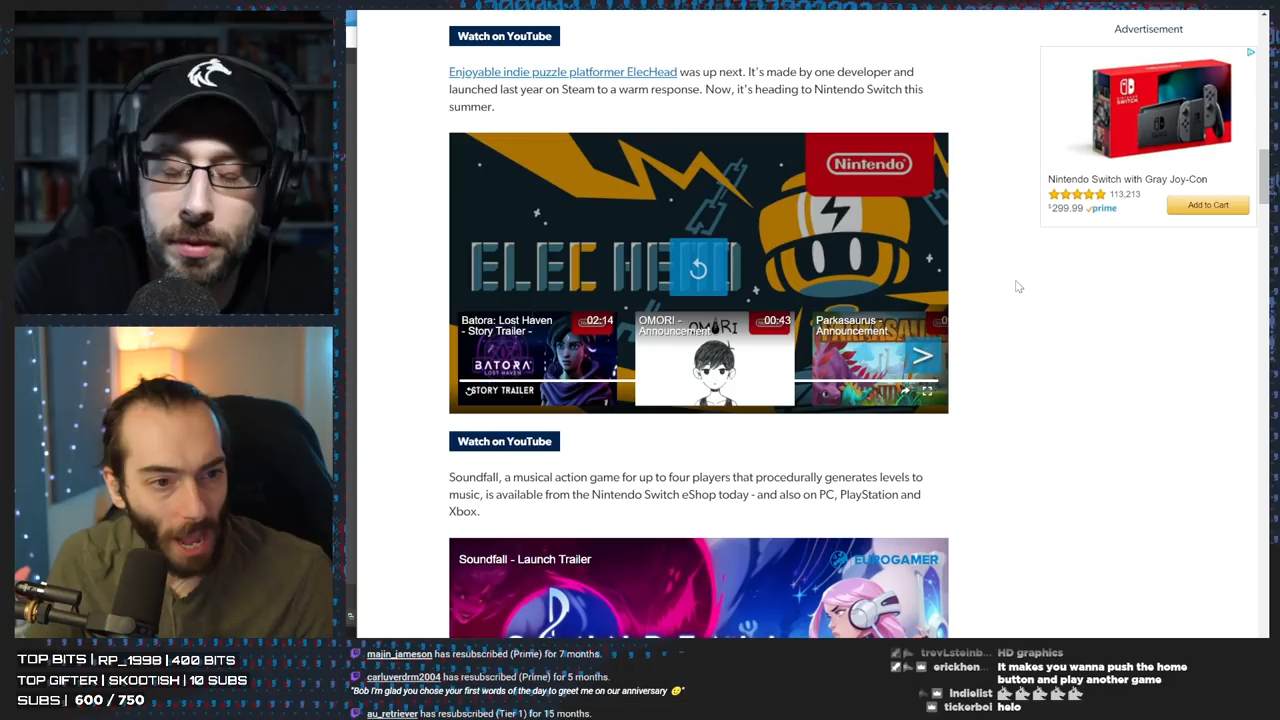 Watch on YouTube
Enjoyable indie puzzle platformer ElecHead was up next. It's made by one developer and
launched last year on Steam to a warm response. Now, it's heading to Nintendo Switch this
summer.
Nintendo
Batora: Lost Haven
- Story Trailer -
02:14
BATORA
LOST HAVEN
STORY TRAILER
OMORI -
Announcement
00:43
OMORI
Parkasaurus -
Announcement
Watch on YouTube
Soundfall, a musical action game for up to four players that procedurally generates levels to
music, is available from the Nintendo Switch eShop today - and also on PC, PlayStation and
Xbox.
Soundfall - Launch Trailer
EUROGAMER
Advertisement
Nintendo Switch with Gray Joy-Con
113,213
$299.99 prime
Add to Cart
TOP BITS | RP_1998 | 400 BITS
TOP GIFTER | SKOOTISH | 10 SUBS
SUBS | 600 / 750
majin_jameson has resubscribed (Prime) for 7 months.
carluverdrm2004 has resubscribed (Prime) for 5 months.
"Bob I'm glad you chose your first words of the day to greet me on our anniversary"
au_retriever has resubscribed (Tier 1) for 15 months.
trevLsteinb... HD graphics
erickhen... It makes you wanna push the home
button and play another game
Indielist
tickerboi helo